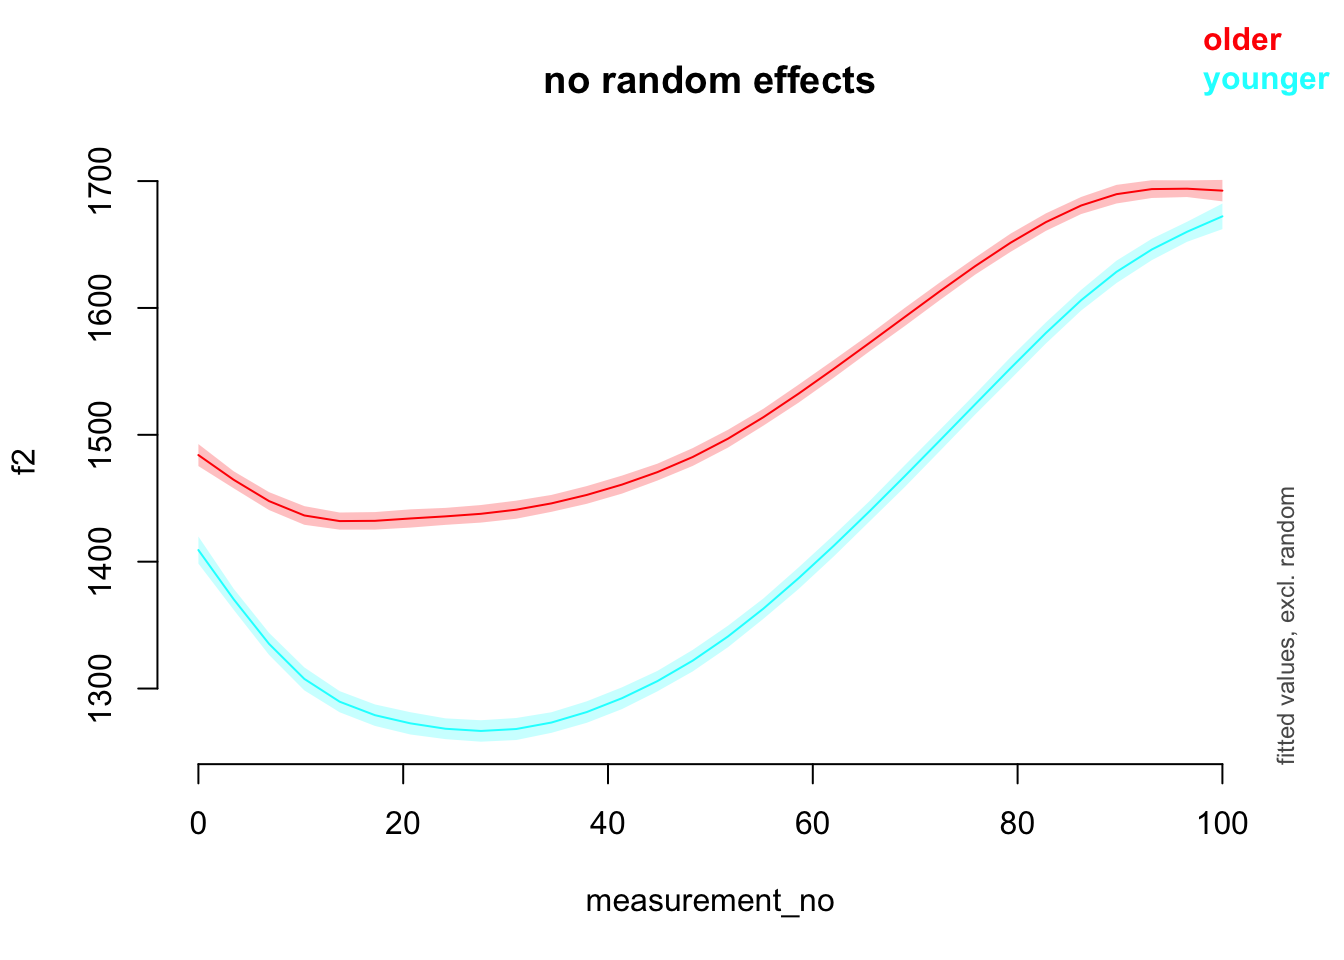 older
younger
no random effects
1700
1600
1500
1400
1300
f2
0 20 40 60 80 100
measurement_no
fitted values, excl. random